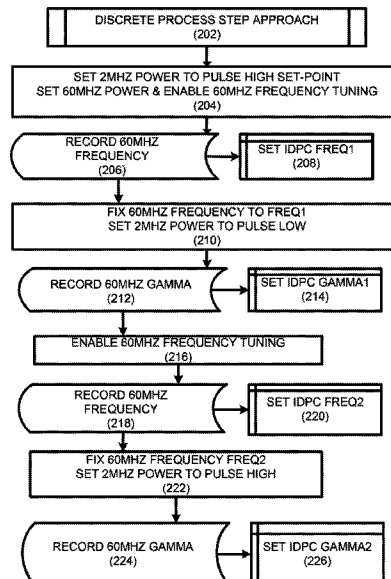 DISCRETE PROCESS STEP APPROACH
(202)
SET 2MHZ POWER TO PULSE HIGH SET-POINT
SET 60MHZ POWER & ENABLE 60MHZ FREQUENCY TUNING
(204)
RECORD 60MHZ
FREQUENCY
(206)
SET IDPC FREQ1
(208)
FIX 60MHZ FREQUENCY TO FREQ1
SET 2MHZ POWER TO PULSE LOW
(210)
RECORD 60MHZ GAMMA
(212)
SET IDPC GAMMA1
(214)
ENABLE 60MHZ FREQUENCY TUNING
(216)
RECORD 60MHZ
FREQUENCY
(218)
SET IDPC FREQ2
(220)
FIX 60MHZ FREQUENCY FREQ2
SET 2MHZ POWER TO PULSE HIGH
(222)
RECORD 60MHZ GAMMA
(224)
SET IDPC GAMMA2
(226)